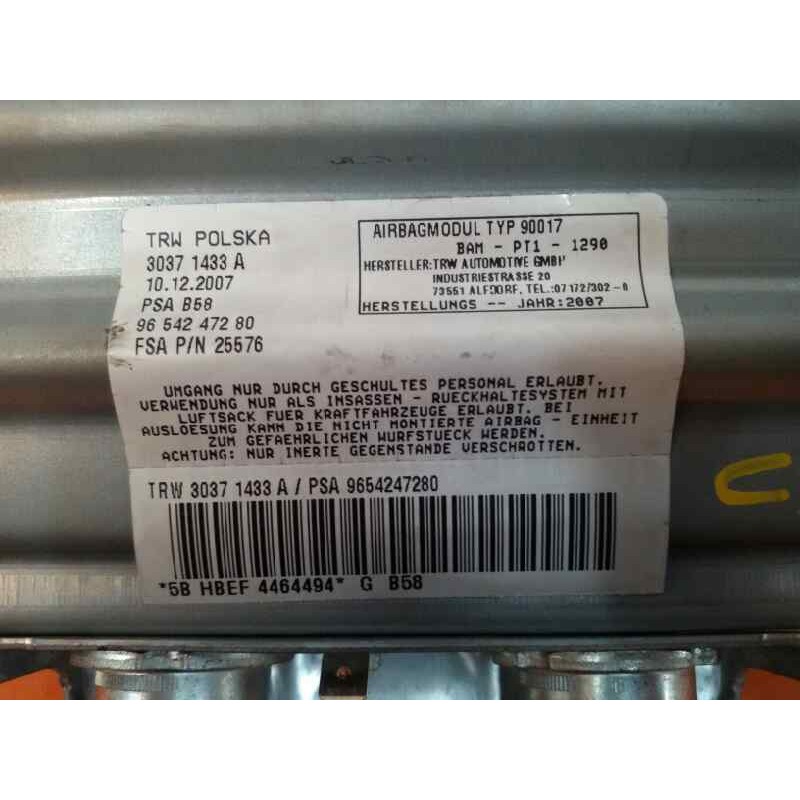 TRW POLSKA
3037 1433 A
10.12.2007
PSA B58
96 542 472 80
FSA P/N 25576
AIRBAGMODUL TYP 90017
BAM - PT1 - 1290
HERSTELLER:TRW AUTOMOTIVE GMBH
INDUSTRIESTRASSE 20
73551 ALFDORF, TEL.:07172/302-0
HERSTELLUNGS -- JAHR:2007
UMGANG NUR DURCH GESCHULTES PERSONAL ERLAUBT.
VERWENDUNG NUR ALS INSASSEN - RUECKHALTESYSTEM MIT
LUFTSACK FUER KRAFTFAHRZEUGE ERLAUBT. BEI
AUSLOESUNG KANN DIE NICHT MONTIERTE AIRBAG - EINHEIT
ZUM GEFAEHRLICHEN WURFSTUECK WERDEN.
ACHTUNG: NUR INERTE GEGENSTANDE VERSCHROTTEN.
TRW 3037 1433 A / PSA 9654247280
*5B HBEF 4464494* G B58